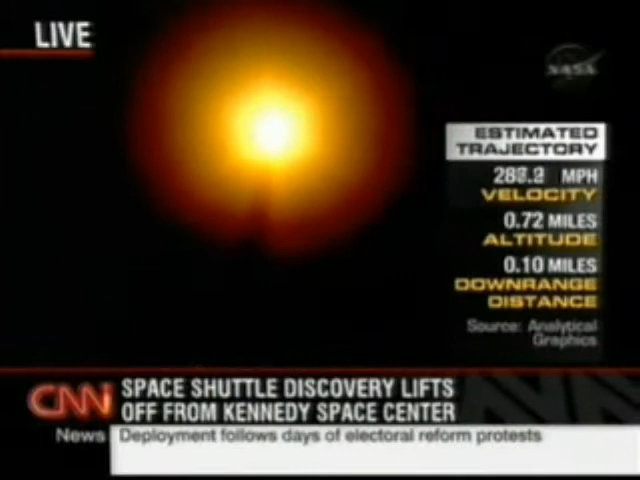 LIVE
NASA
ESTIMATED
TRAJECTORY
MPH
VELOCITY
0.72 MILES
ALTITUDE
0.10 MILES
DOWNRANGE
DISTANCE
Source: Analytical
Graphics
CNN
SPACE SHUTTLE DISCOVERY LIFTS
OFF FROM KENNEDY SPACE CENTER
News
Deployment follows days of electoral reform protests